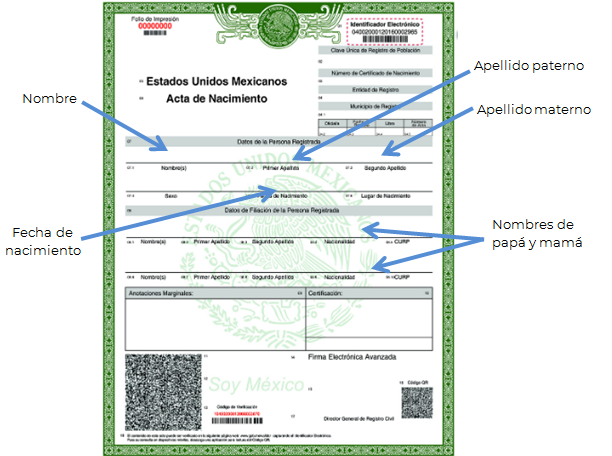 Folio de Impresión
00000000
Identificador Electrónico
04002000120160002965
Clave Única de Registro de Población
Número de Certificado de Nacimiento
Entidad de Registro
Municipio de Registro
Oficialía Libro
Estados Unidos Mexicanos
Acta de Nacimiento
Apellido paterno
Nombre
Apellido materno
Datos de la Persona Registrada
ESTADOS UNIDOS MEXICANOS
Nombre(s) Primer Apellido Segundo Apellido
Sexo de Nacimiento Lugar de Nacimiento
Datos de Filiación de la Persona Registrada
Fecha de
nacimiento
Nombres de
papá y mamá
Nombre(s) Primer Apellido Segundo Apellido Nacionalidad CURP
Nombre(s) Primer Apellido Segundo Apellido Nacionalidad CURP
Anotaciones Marginales: Certificación:
Firma Electrónica Avanzada
Soy México
Código QR
Código de Verificación
Director General de Registro Civil